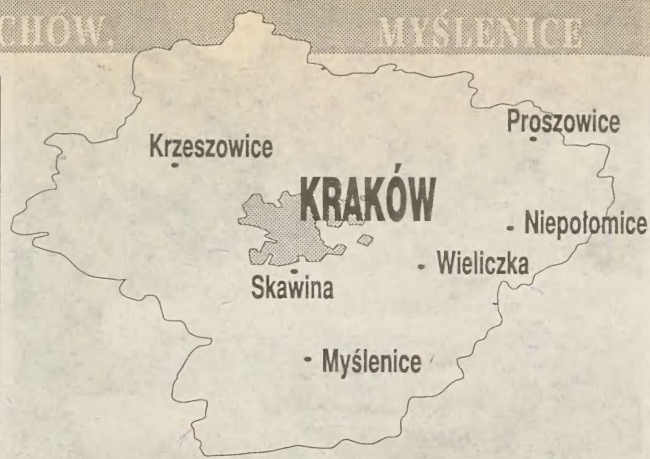 CHÓW, MYŚLENICE
Proszowice
Krzeszowice
KRAKÓW
Niepołomice
Wieliczka
Skawina
Myślenice